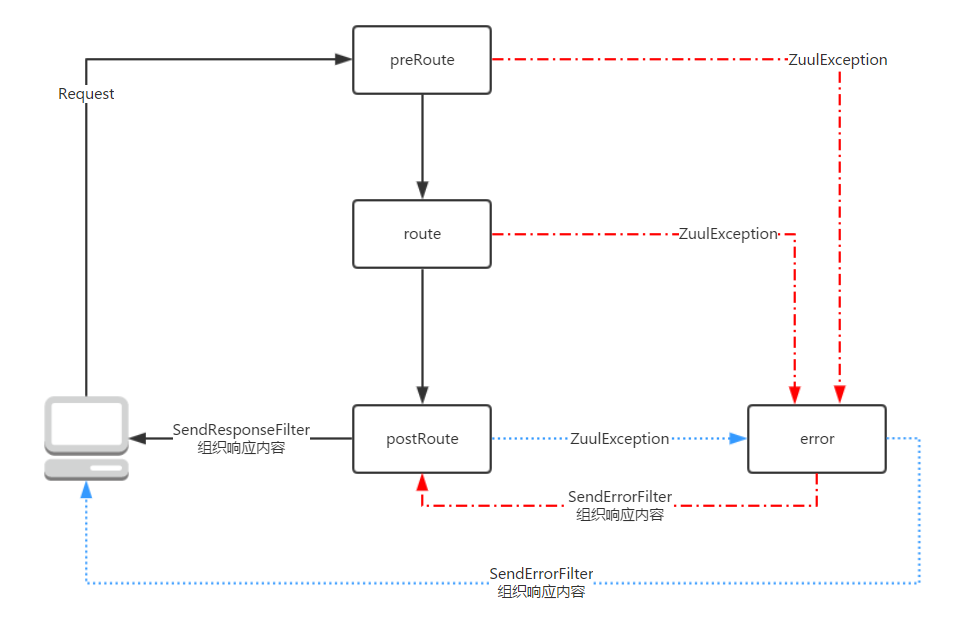 preRoute
ZuulException
Request
route
ZuulException
SendResponseFilter
组织响应内容
postRoute
ZuulException
error
SendErrorFilter
组织响应内容
SendErrorFilter
组织响应内容